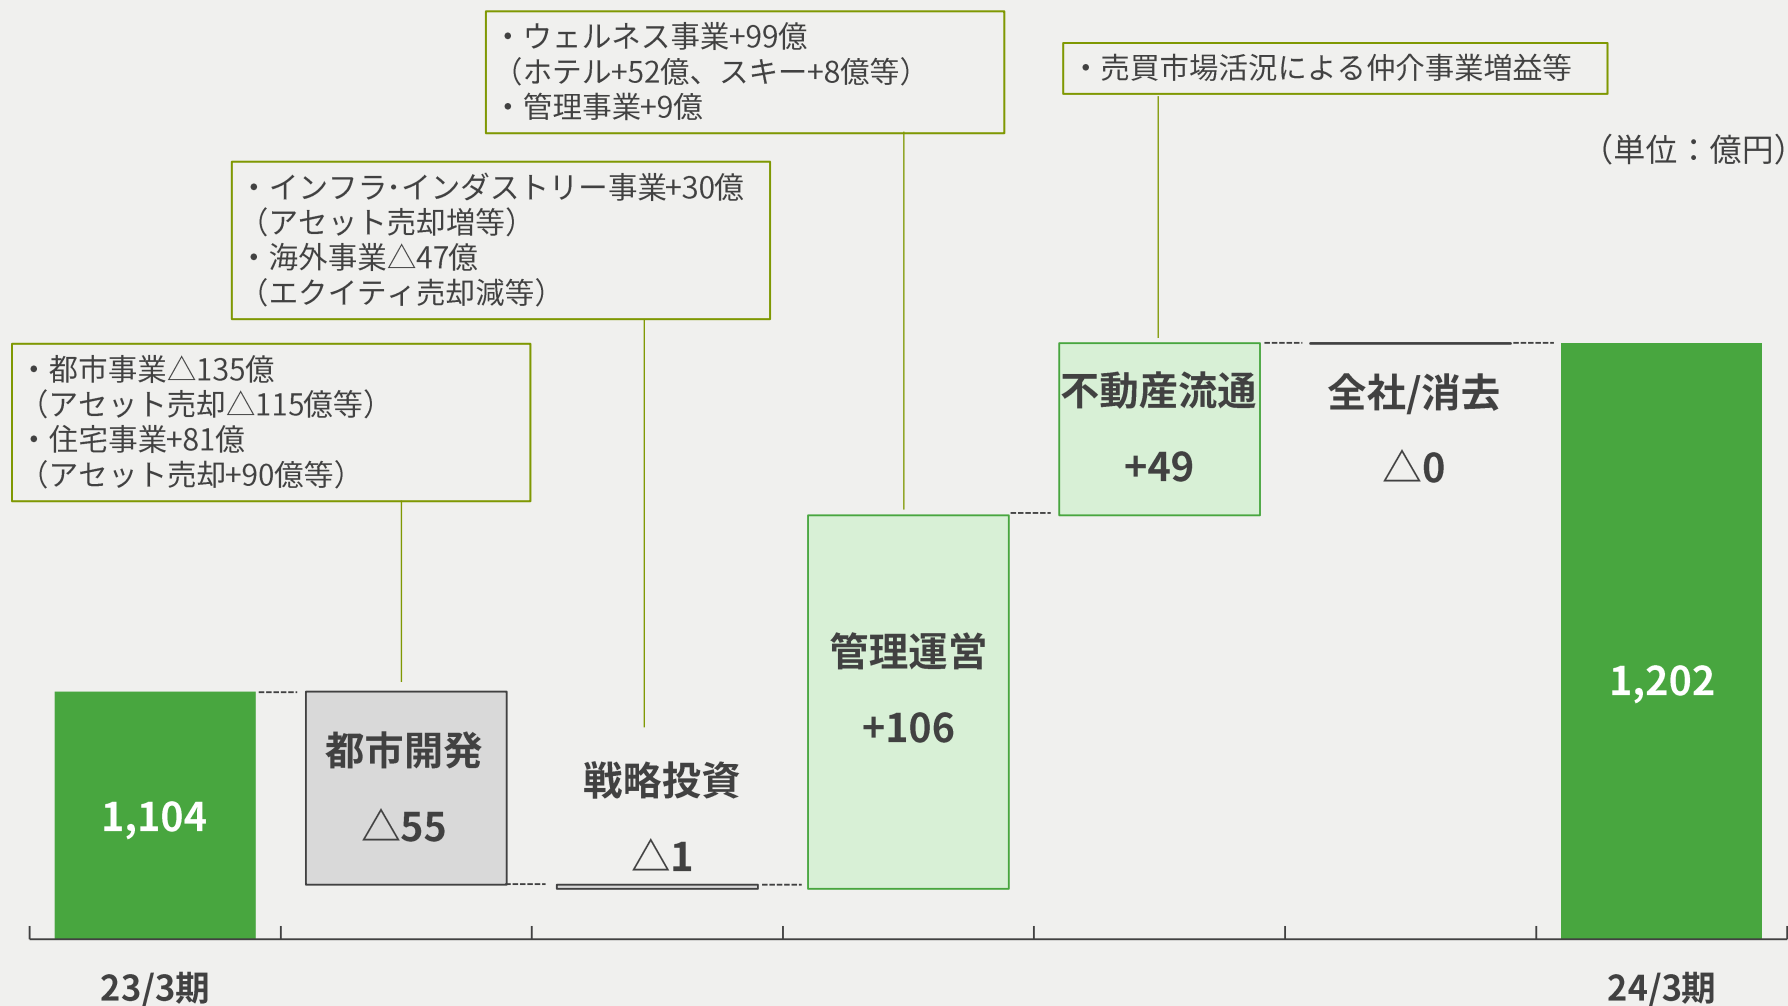 ・ウェルネス事業+99億
（ホテル+52億、スキー+8億等）
・管理事業+9億
・売買市場活況による仲介事業増益等
（単位：億円）
・インフラ･インダストリー事業+30億
（アセット売却増等）
・海外事業△47億
（エクイティ売却減等）
・都市事業△135億
（アセット売却△115億等）
・住宅事業+81億
（アセット売却+90億等）
1,104
都市開発
△55
戦略投資
△1
管理運営
+106
不動産流通
+49
全社/消去
△0
1,202
23/3期
24/3期